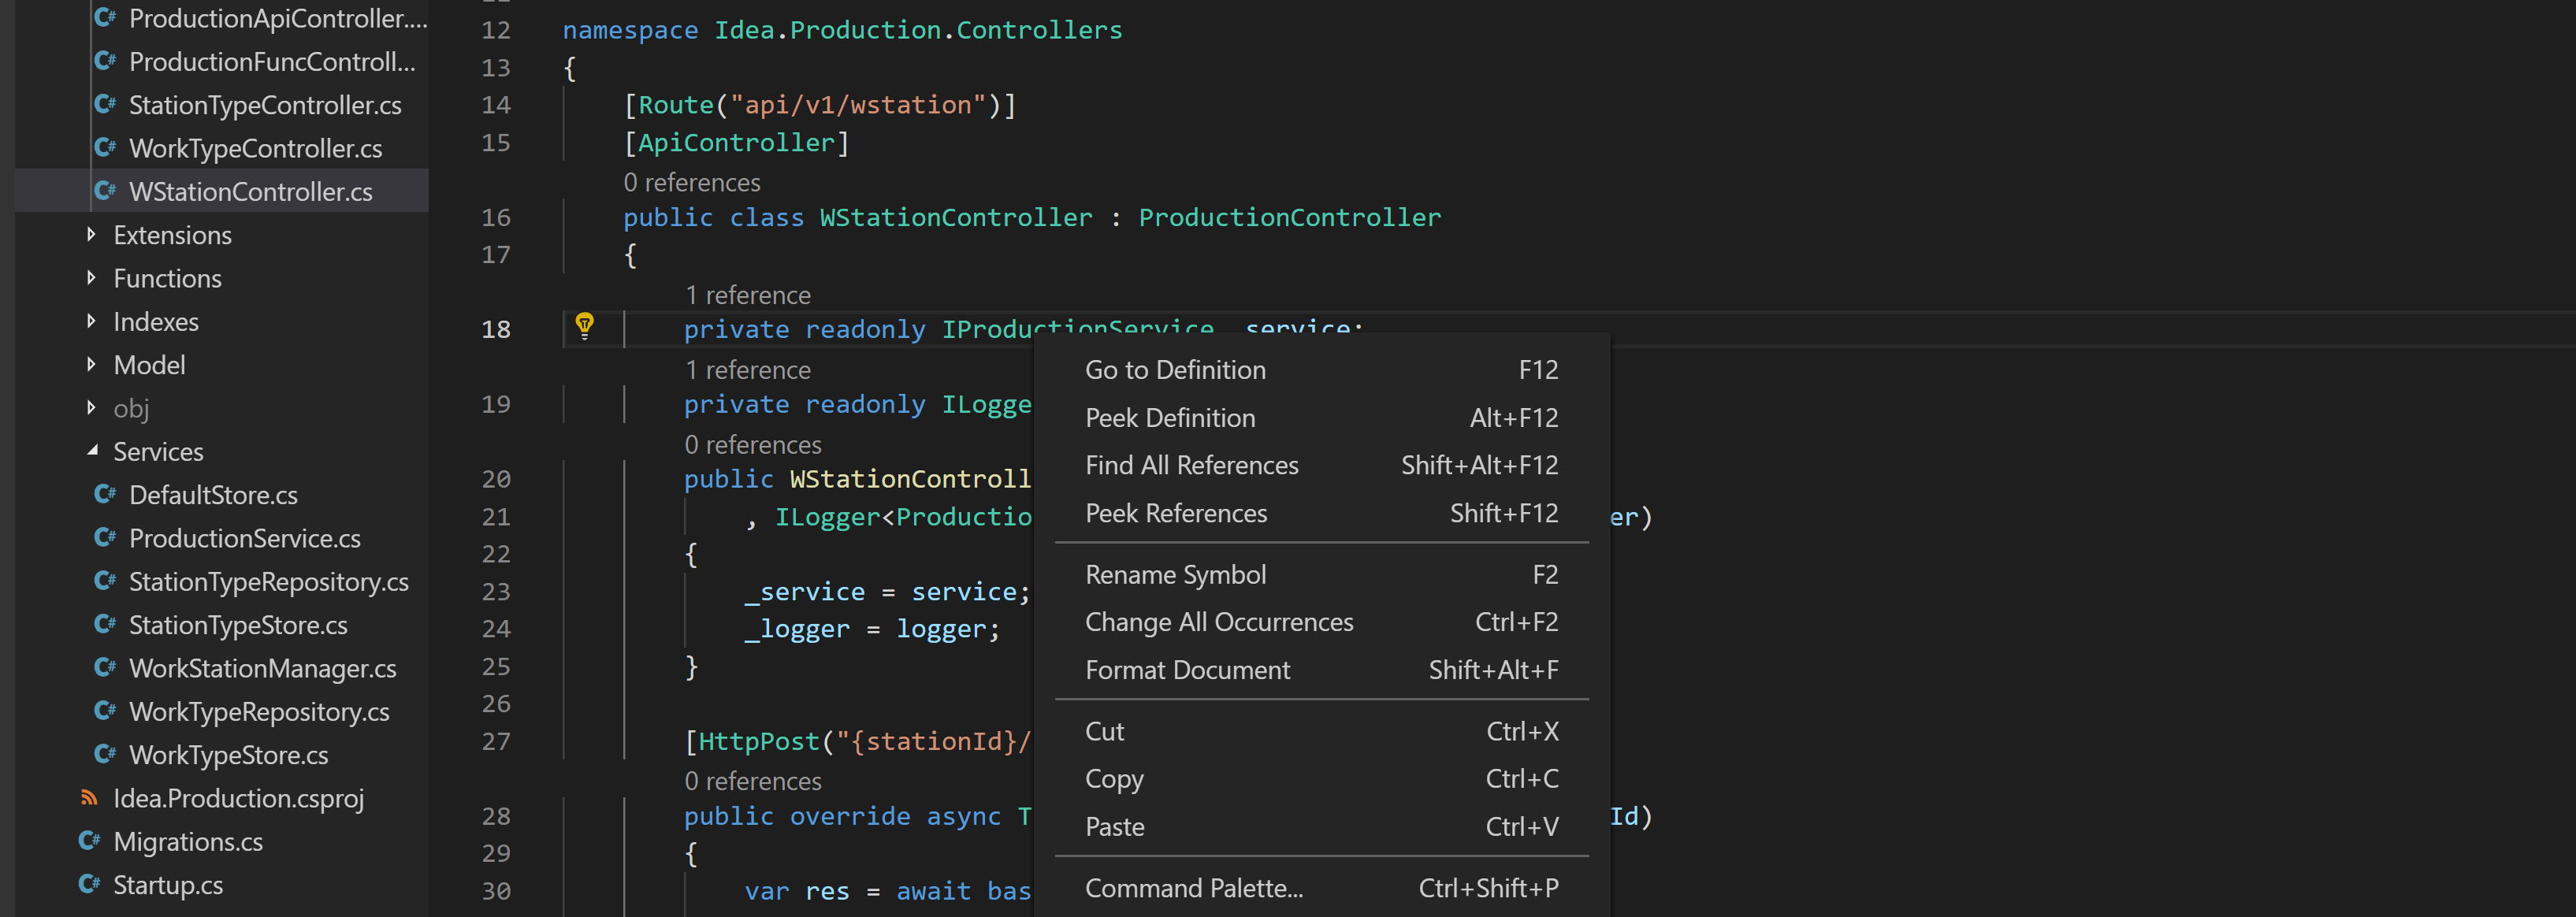 ProductionApiController....
ProductionFuncControll...
StationTypeController.cs
WorkTypeController.cs
WStationController.cs
Extensions
Functions
Indexes
Model
obj
Services
DefaultStore.cs
ProductionService.cs
StationTypeRepository.cs
StationTypeStore.cs
WorkStationManager.cs
WorkTypeRepository.cs
WorkTypeStore.cs
Idea.Production.csproj
Migrations.cs
Startup.cs
12 namespace Idea.Production.Controllers
13 {
14 [Route("api/v1/wstation")]
15 [ApiController]
0 references
16 public class WStationController : ProductionController
17 {
1 reference
18 private readonly IProductionService _service;
1 reference
19 private readonly ILogge
0 references
20 public WStationControll
21 , ILogger<Productio er)
22 {
23 _service = service;
24 _logger = logger;
25 }
26
27 [HttpPost("{stationId}/
0 references
28 public override async T Id)
29 {
30 var res = await bas
Go to Definition F12
Peek Definition Alt+F12
Find All References Shift+Alt+F12
Peek References Shift+F12
Rename Symbol F2
Change All Occurrences Ctrl+F2
Format Document Shift+Alt+F
Cut Ctrl+X
Copy Ctrl+C
Paste Ctrl+V
Command Palette... Ctrl+Shift+P